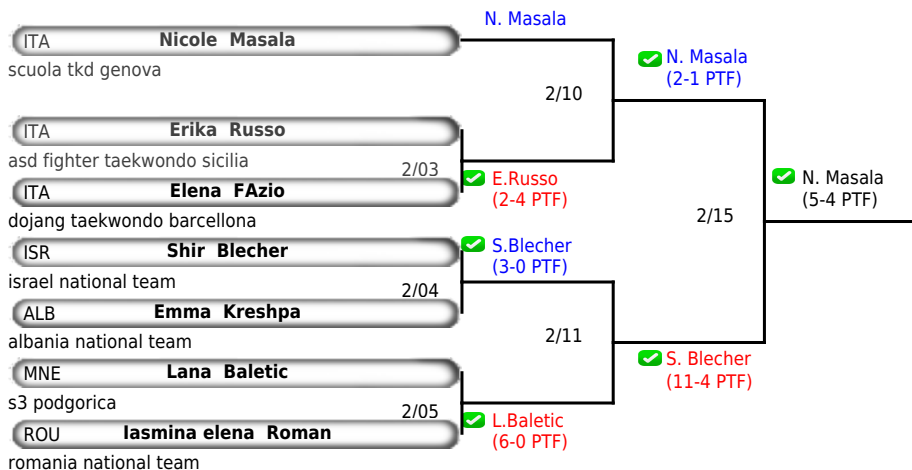 N. Masala
ITA Nicole Masala
scuola tkd genova
N. Masala
(2-1 PTF)
2/10
ITA Erika Russo
asd fighter taekwondo sicilia
2/03
E.Russo
(2-4 PTF)
ITA Elena FAzio
dojang taekwondo barcellona
N. Masala
(5-4 PTF)
2/15
ISR Shir Blecher
israel national team
S.Blecher
(3-0 PTF)
2/04
ALB Emma Kreshpa
albania national team
2/11
MNE Lana Baletic
s3 podgorica
S. Blecher
(11-4 PTF)
2/05
L.Baletic
(6-0 PTF)
ROU Iasmina elena Roman
romania national team